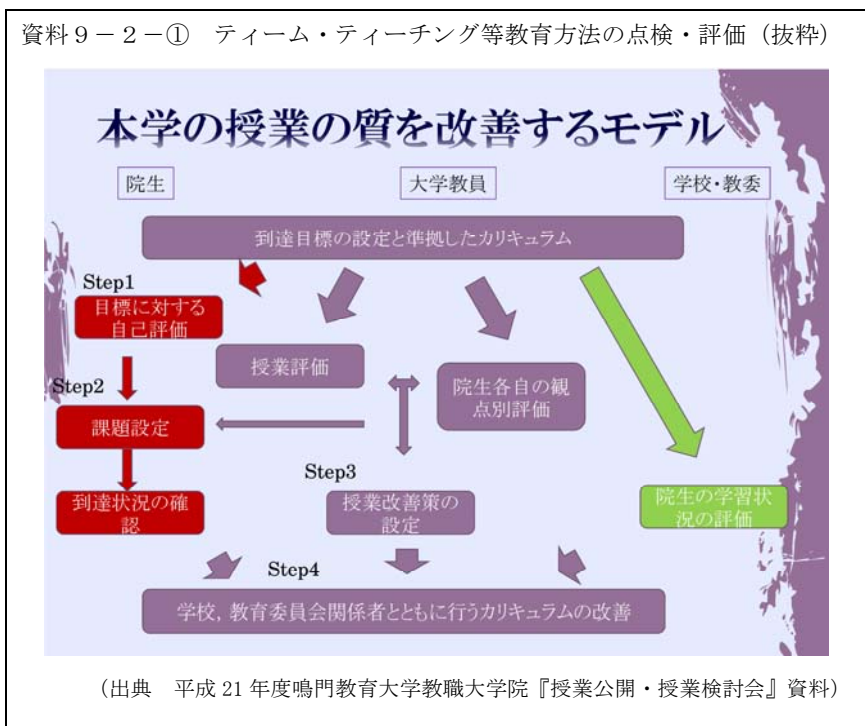 資料９－２－① ティーム・ティーチング等教育方法の点検・評価（抜粋）
本学の授業の質を改善するモデル
院生
大学教員
学校・教委
到達目標の設定と準拠したカリキュラム
Step1
目標に対する
自己評価
授業評価
院生各自の観
点別評価
Step2
課題設定
Step3
到達状況の確
認
授業改善策の
設定
院生の学習状
況の評価
Step4
学校，教育委員会関係者とともに行うカリキュラムの改善
（出典 平成 21 年度鳴門教育大学教職大学院『授業公開・授業検討会』資料）